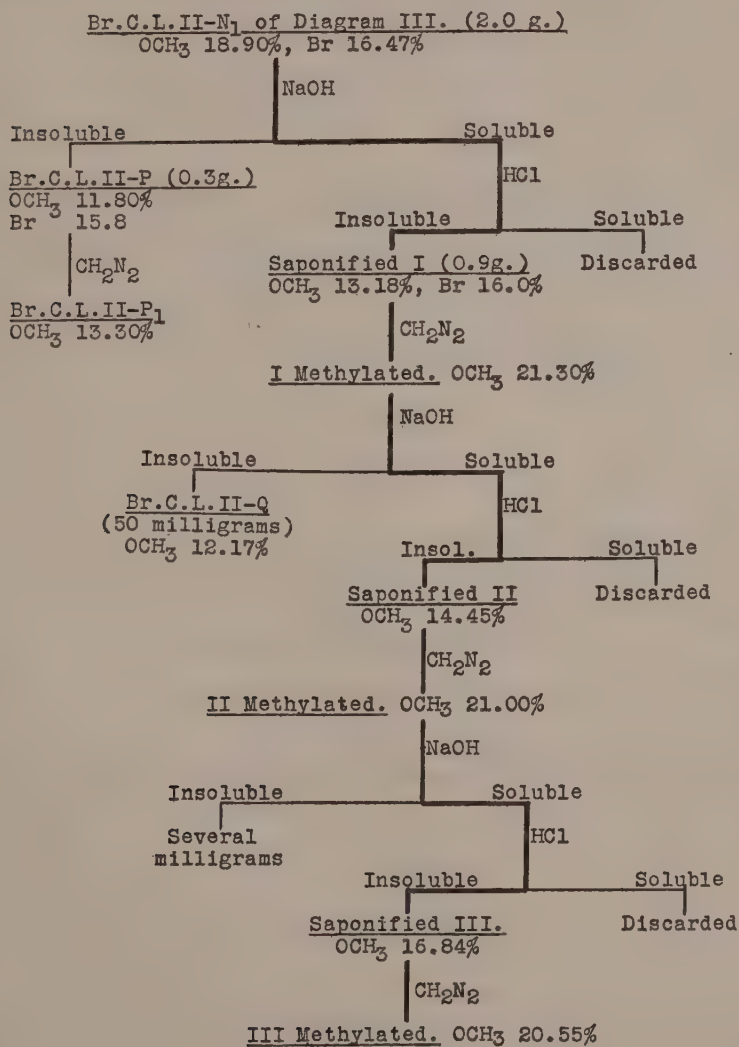 Br.C.L.II-N1 of Diagram III. (2.0 g.)
OCH3 18.90%, Br 16.47%
NaOH
Insoluble Soluble
Br.C.L.II-P (0.3g.)
OCH3 11.80%
Br 15.8
CH2N2
Br.C.L.II-P1
OCH3 13.30%
HCl
Insoluble Soluble
Saponified I (0.9g.) Discarded
OCH3 13.18%, Br 16.0%
CH2N2
I Methylated. OCH3 21.30%
NaOH
Insoluble Soluble
Br.C.L.II-Q
(50 milligrams)
OCH3 12.17%
HCl
Insol. Soluble
Saponified II Discarded
OCH3 14.45%
CH2N2
II Methylated. OCH3 21.00%
NaOH
Insoluble Soluble
Several
milligrams
HCl
Insoluble Soluble
Saponified III. Discarded
OCH3 16.84%
CH2N2
III Methylated. OCH3 20.55%